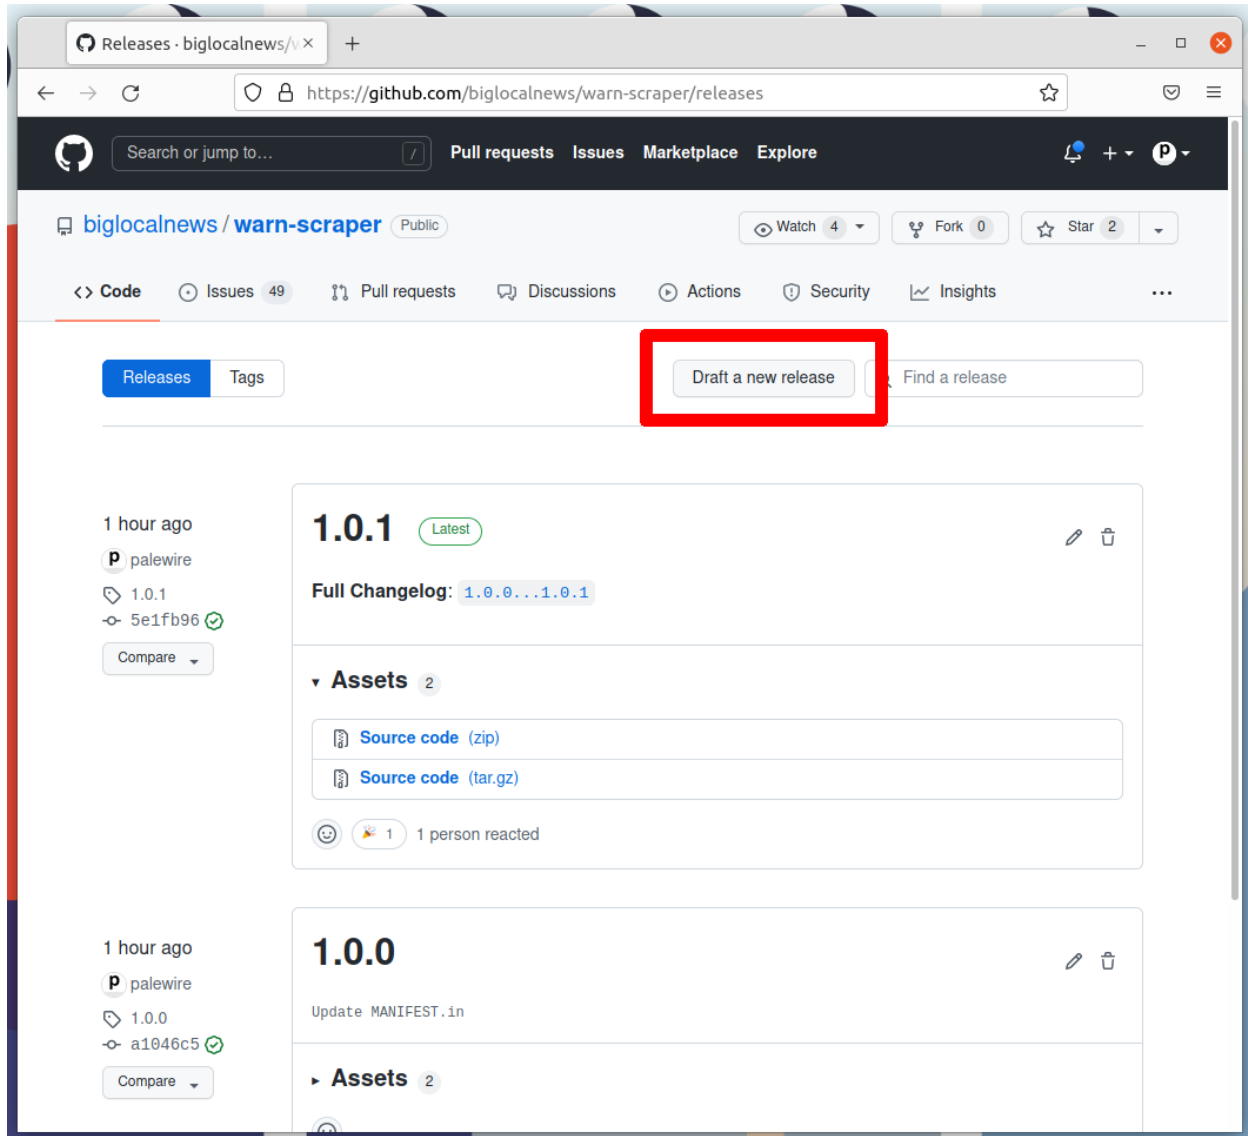 Releases · biglocalnews/w
https://github.com/biglocalnews/warn-scraper/releases
Search or jump to... / Pull requests Issues Marketplace Explore
biglocalnews / warn-scraper Public Watch 4 Fork 0 Star 2
<> Code Issues 49 Pull requests Discussions Actions Security Insights ...
Releases Tags Draft a new release Find a release
1 hour ago
palewire
1.0.1
5e1fb96
Compare
1.0.1 Latest
Full Changelog: 1.0.0...1.0.1
Assets 2
Source code (zip)
Source code (tar.gz)
1 1 person reacted
1 hour ago
palewire
1.0.0
a1046c5
Compare
1.0.0
Update MANIFEST.in
Assets 2